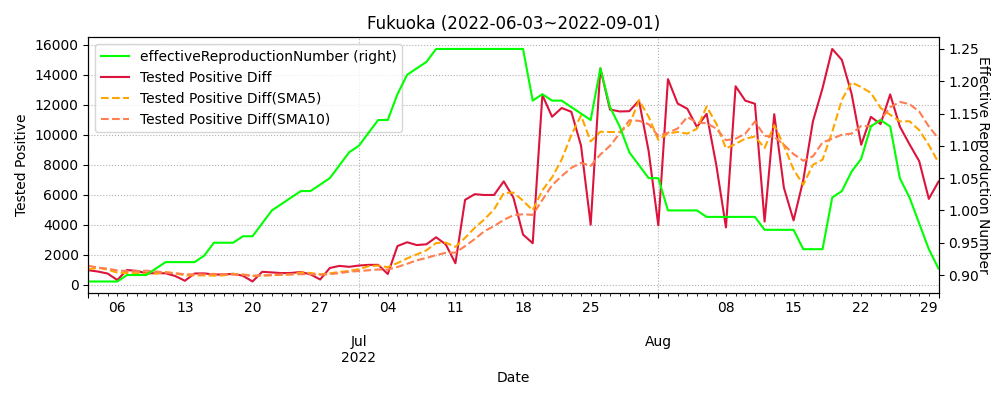 Fukuoka (2022-06-03~2022-09-01)
effectiveReproductionNumber (right)
Tested Positive Diff
Tested Positive Diff(SMA5)
Tested Positive Diff(SMA10)
Tested Positive
16000
14000
12000
10000
8000
6000
4000
2000
0
1.25
1.20
1.15
1.10
1.05
1.00
0.95
0.90
Effective Reproduction Number
06 13 20 27 04 11 18 25 08 15 22 29
Jul Aug
2022
Date